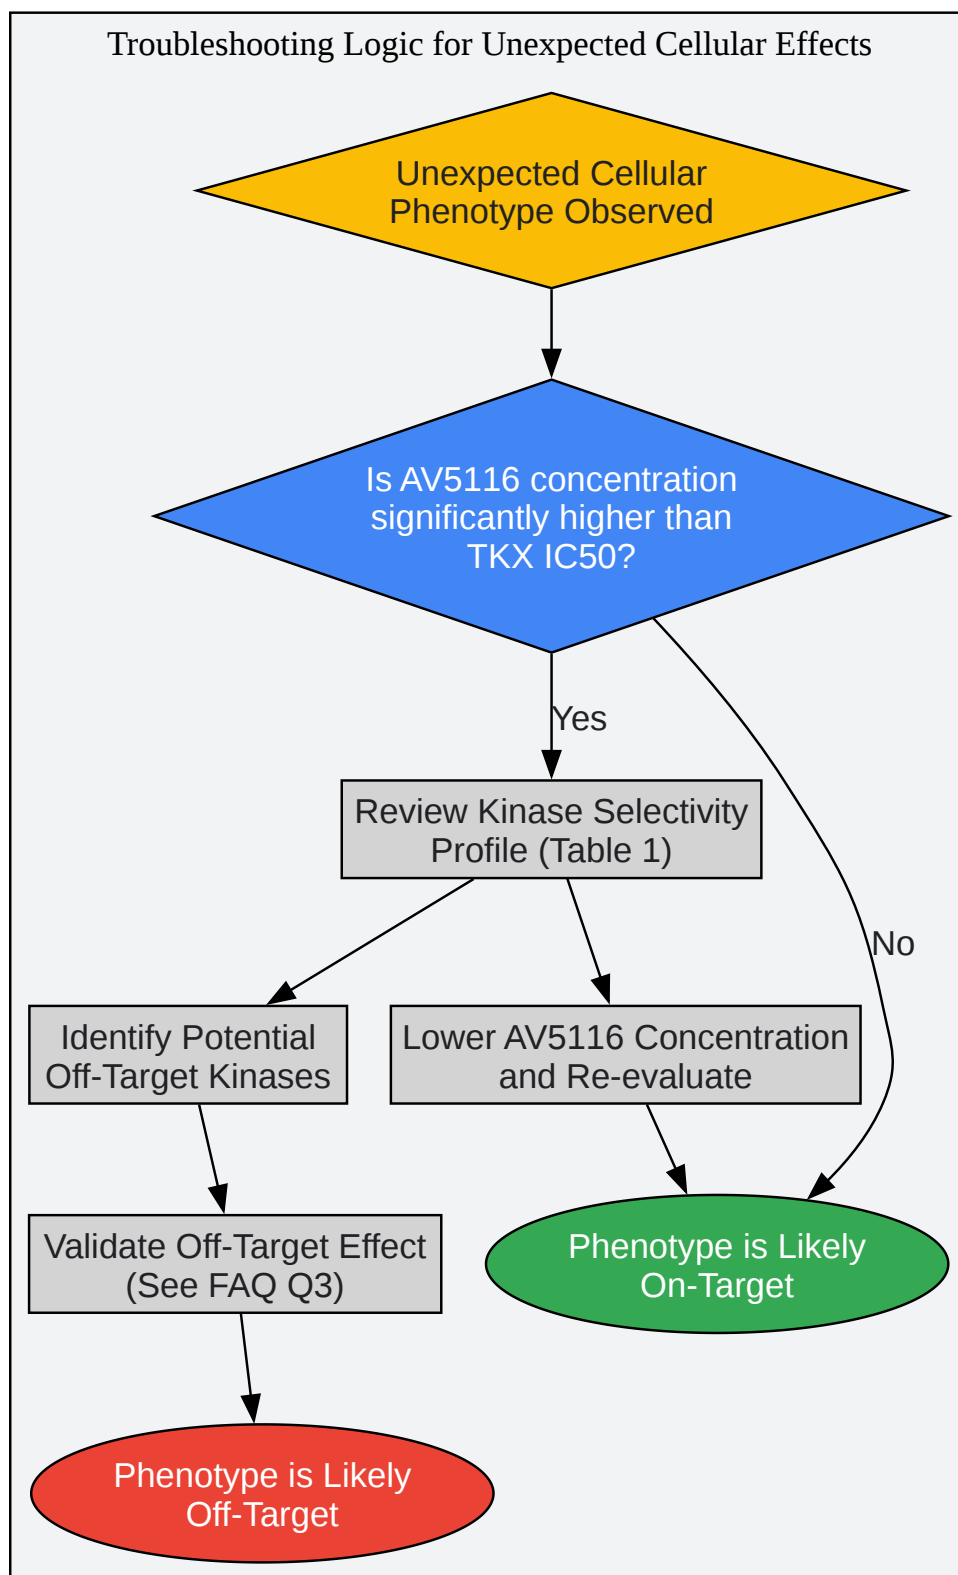 Troubleshooting Logic for Unexpected Cellular Effects
Unexpected Cellular
Phenotype Observed
Is AV5116 concentration
significantly higher than
TKX IC50?
Yes
Review Kinase Selectivity
Profile (Table 1)
No
Identify Potential
Off-Target Kinases
Lower AV5116 Concentration
and Re-evaluate
Validate Off-Target Effect
(See FAQ Q3)
Phenotype is Likely
On-Target
Phenotype is Likely
Off-Target